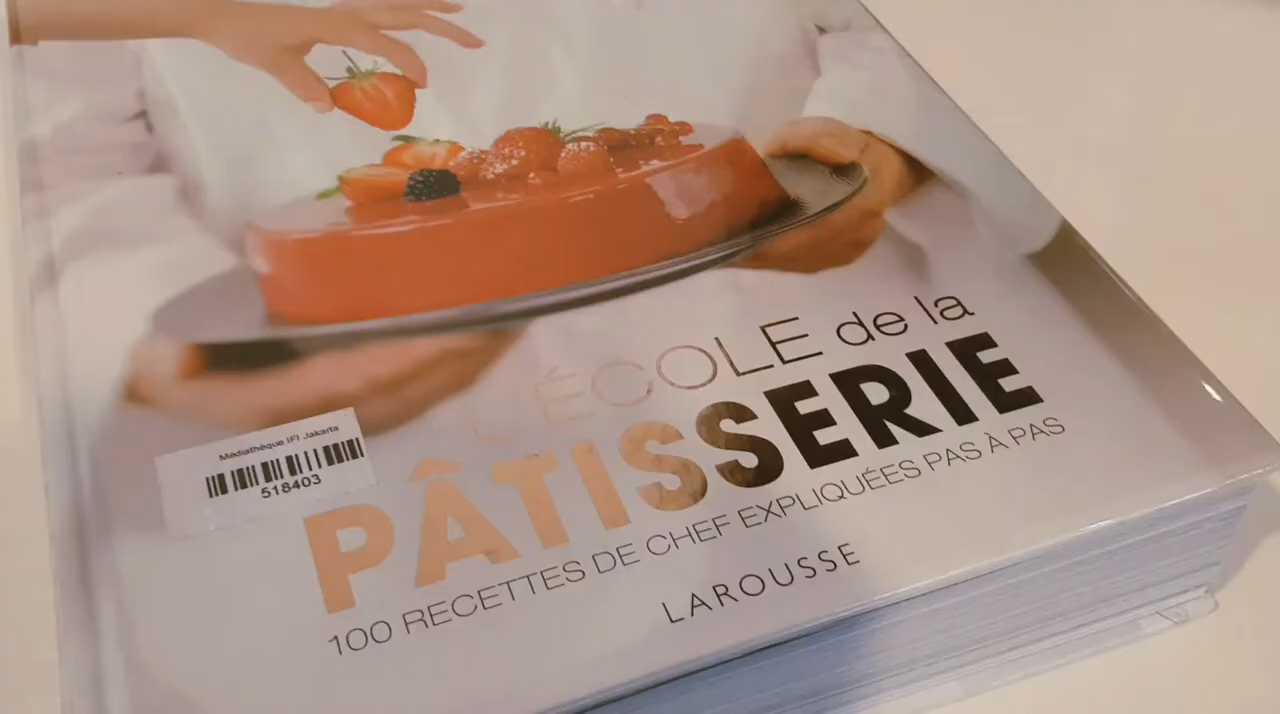 L'ÉCOLE de la
PÂTISSERIE
100 RECETTES DE CHEF EXPLIQUÉES PAS À PAS
LAROUSSE
Médiathèque IFI Jakarta
518403